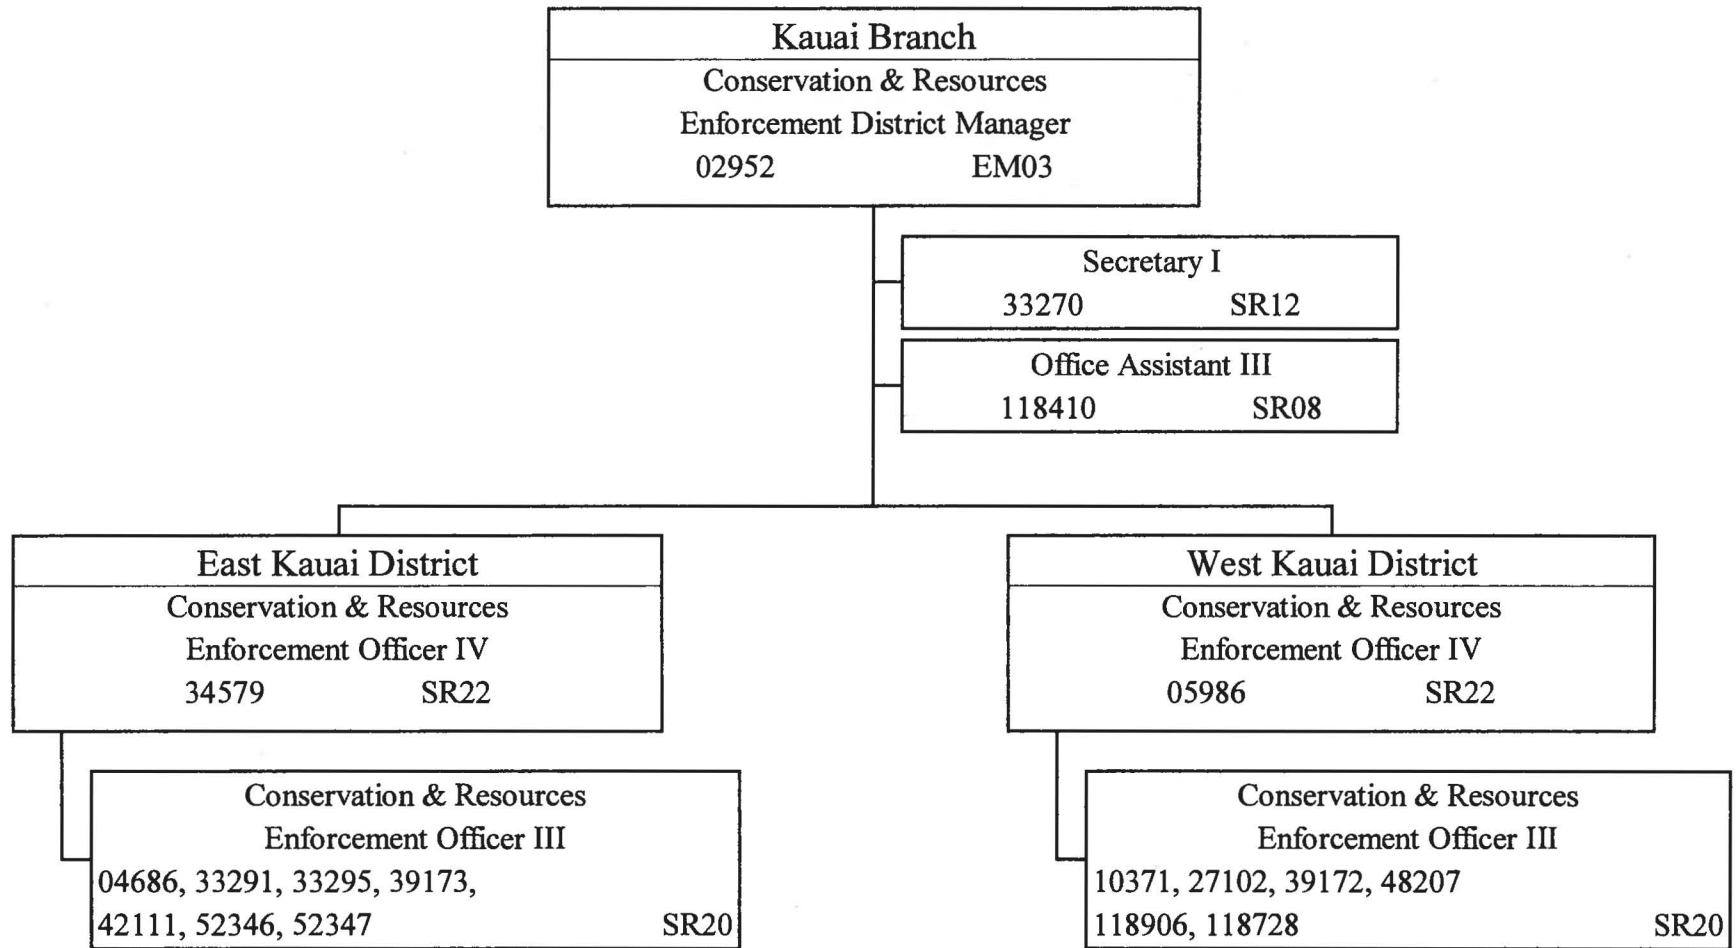 Kauai Branch
Conservation & Resources
Enforcement District Manager
02952 EM03
Secretary I
33270 SR12
Office Assistant III
118410 SR08
East Kauai District
Conservation & Resources
Enforcement Officer IV
34579 SR22
West Kauai District
Conservation & Resources
Enforcement Officer IV
05986 SR22
Conservation & Resources
Enforcement Officer III
04686, 33291, 33295, 39173,
42111, 52346, 52347 SR20
Conservation & Resources
Enforcement Officer III
10371, 27102, 39172, 48207
118906, 118728 SR20